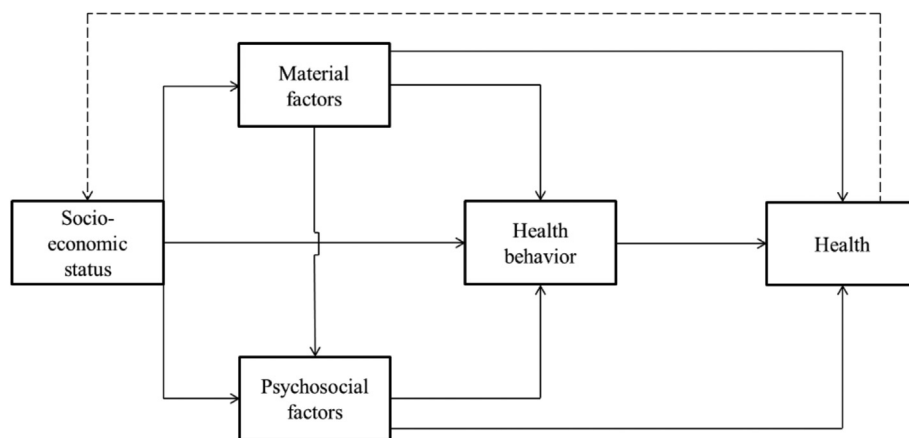 Material
factors
Socio-
economic
status
Health
behavior
Health
Psychosocial
factors